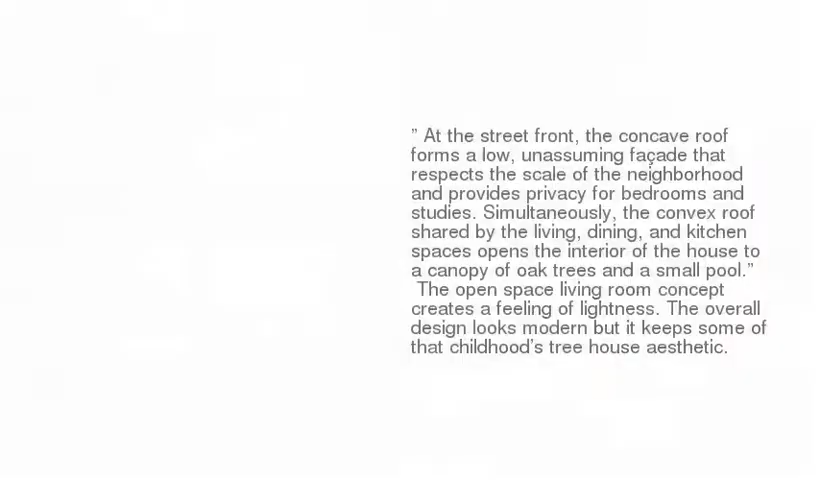 ” At the street front, the concave roof
forms a low, unassuming façade that
respects the scale of the neighborhood
and provides privacy for bedrooms and
studies. Simultaneously, the convex roof
shared by the living, dining, and kitchen
spaces opens the interior of the house to
a canopy of oak trees and a small pool.”
The open space living room concept
creates a feeling of lightness. The overall
design looks modern but it keeps some of
that childhood’s tree house aesthetic.